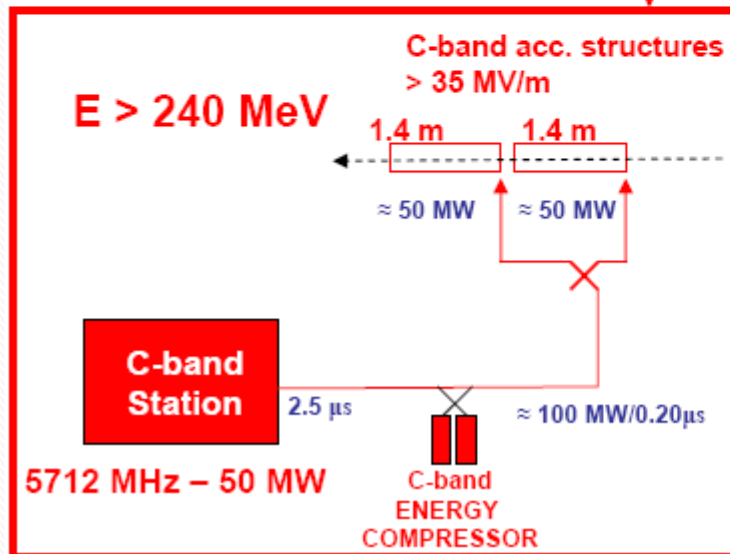 C-band acc. structures
> 35 MV/m
E > 240 MeV
1.4 m 1.4 m
≈ 50 MW ≈ 50 MW
C-band
Station
2.5 µs
≈ 100 MW/0.20µs
5712 MHz – 50 MW
C-band
ENERGY
COMPRESSOR